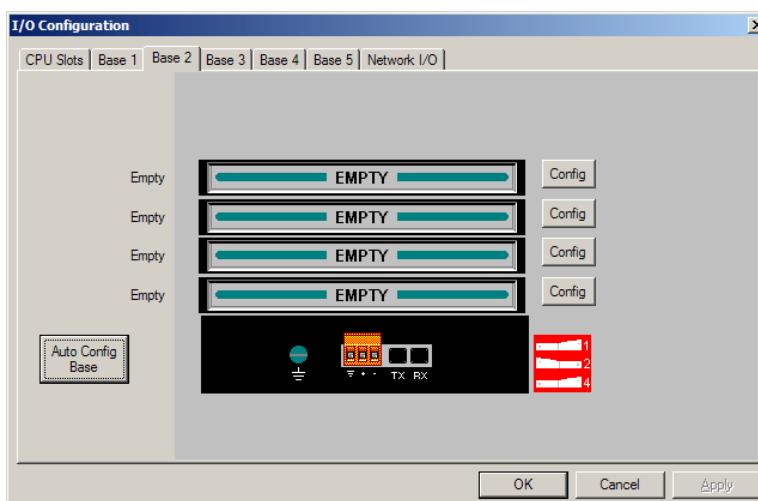 I/O Configuration
CPU Slots Base 1 Base 2 Base 3 Base 4 Base 5 Network I/O
Empty EMPTY Config
Empty EMPTY Config
Empty EMPTY Config
Empty EMPTY Config
Auto Config
Base
1
2
4
+ - TX RX
OK Cancel Apply